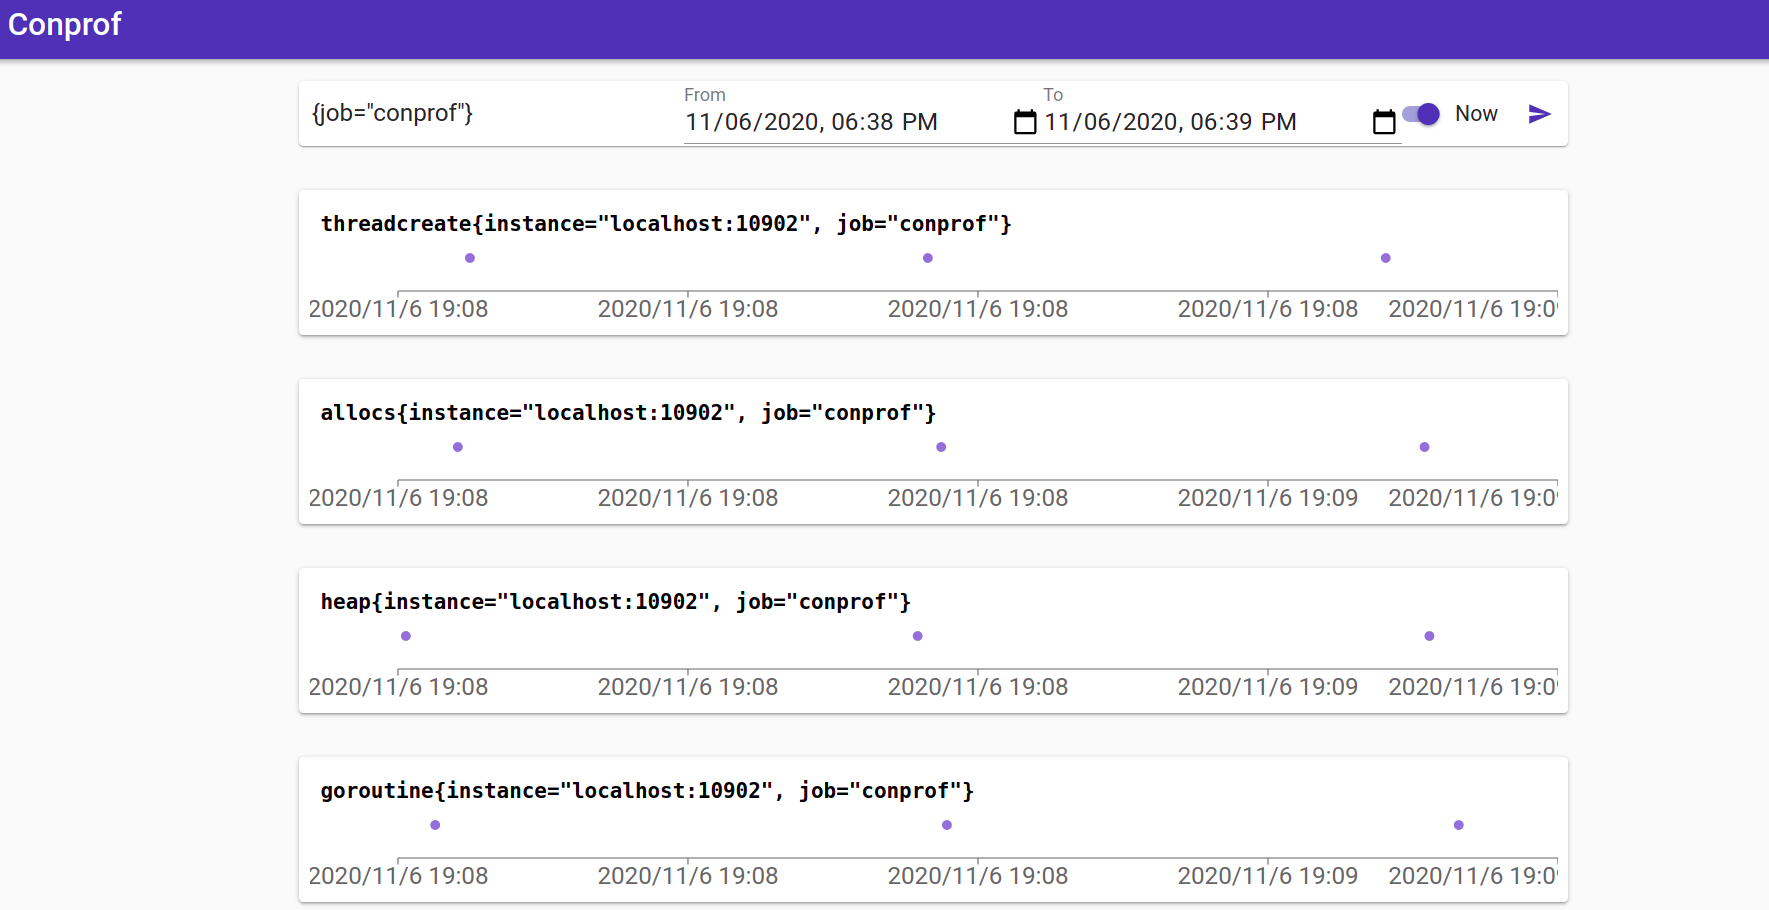 Conprof
{job="conprof"}
From
11/06/2020, 06:38 PM
To
11/06/2020, 06:39 PM
Now
threadcreate{instance="localhost:10902", job="conprof"}
2020/11/6 19:08 2020/11/6 19:08 2020/11/6 19:08 2020/11/6 19:08 2020/11/6 19:0
allocs{instance="localhost:10902", job="conprof"}
2020/11/6 19:08 2020/11/6 19:08 2020/11/6 19:08 2020/11/6 19:09 2020/11/6 19:0
heap{instance="localhost:10902", job="conprof"}
2020/11/6 19:08 2020/11/6 19:08 2020/11/6 19:08 2020/11/6 19:09 2020/11/6 19:0
goroutine{instance="localhost:10902", job="conprof"}
2020/11/6 19:08 2020/11/6 19:08 2020/11/6 19:08 2020/11/6 19:09 2020/11/6 19:0